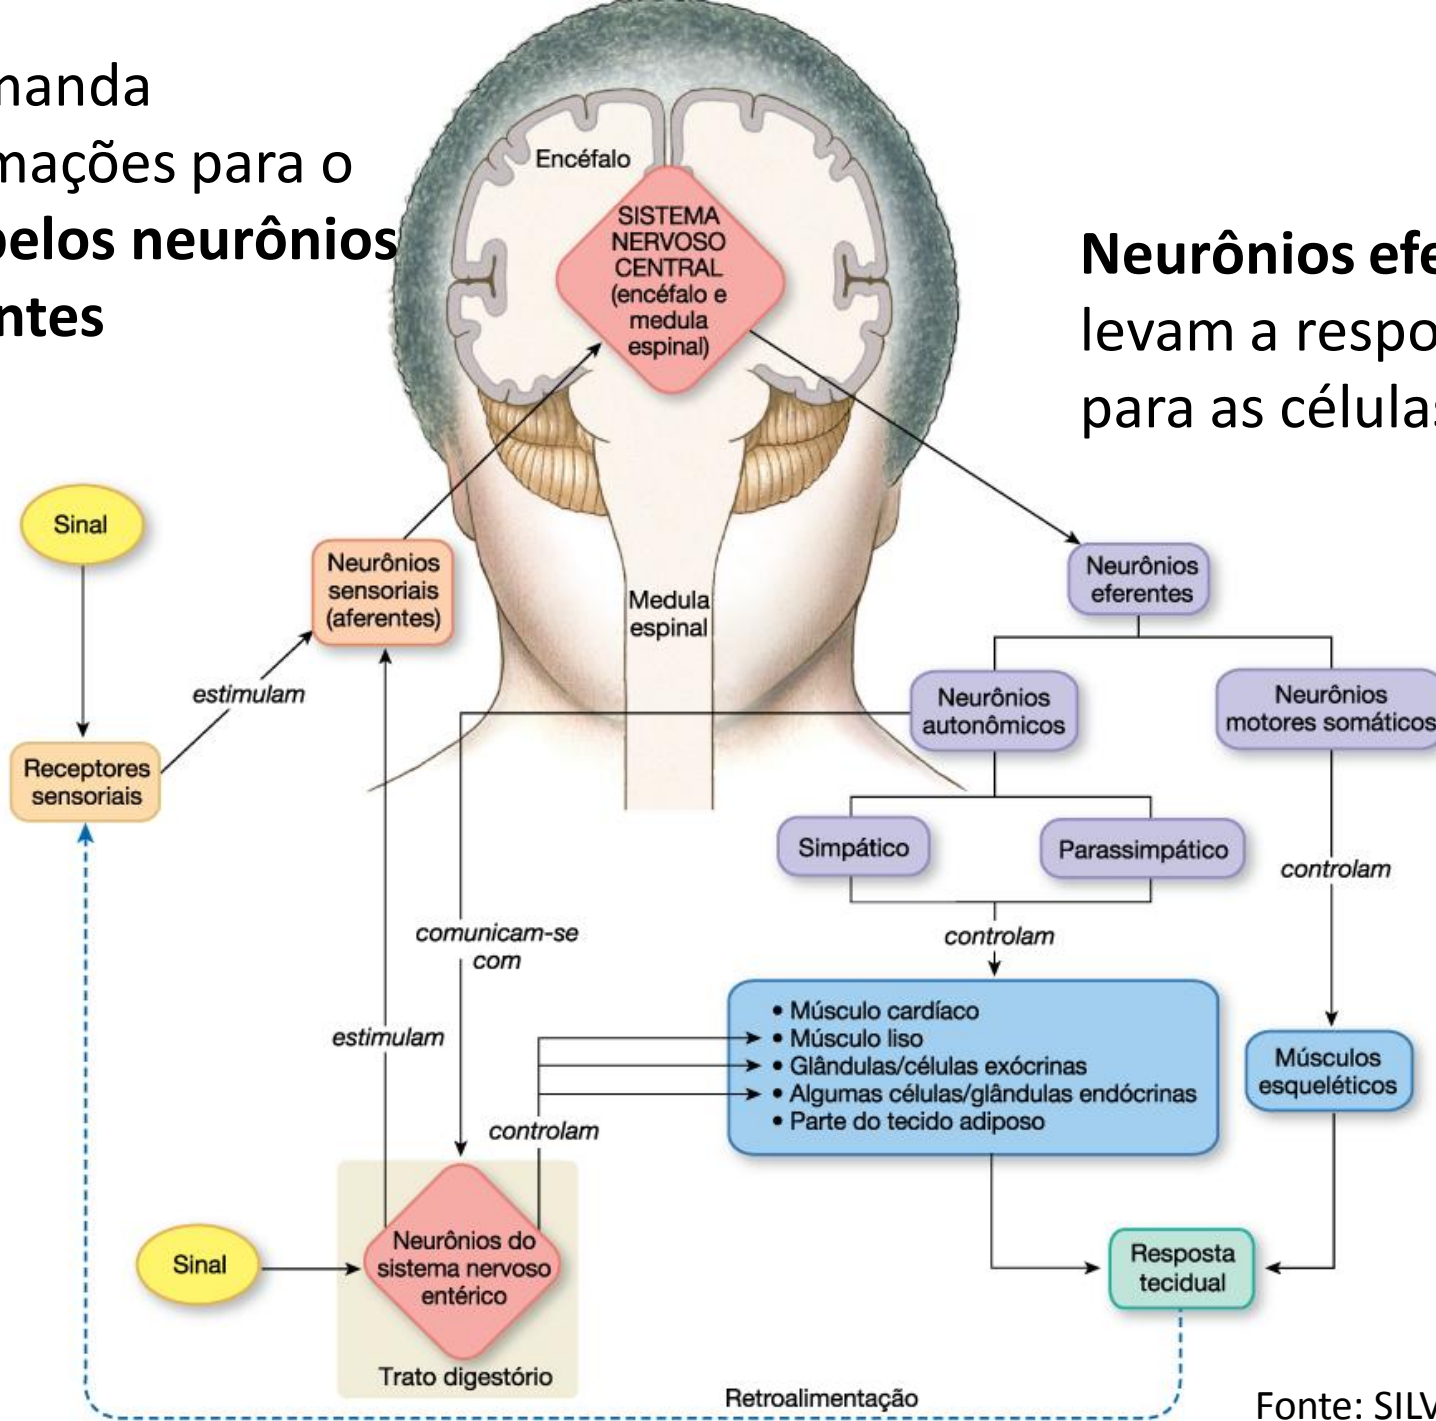 manda
mações para o
pelos neurônios
ntes
Encéfalo
SISTEMA
NERVOSO
CENTRAL
(encéfalo e
medula
espinal)
Neurônios efe
levam a respo
para as células
Sinal
Neurônios
sensoriais
(aferentes)
Neurônios
eferentes
Medula
espinal
estimulam
Neurônios
autonômicos
Neurônios
motores somáticos
Receptores
sensoriais
Simpático
Parassimpático
controlam
comunicam-se
com
controlam
estimulam
• Músculo cardíaco
• Músculo liso
• Glândulas/células exócrinas
• Algumas células/glândulas endócrinas
• Parte do tecido adiposo
Músculos
esqueléticos
controlam
Sinal
Neurônios do
sistema nervoso
entérico
Resposta
tecidual
Trato digestório
Retroalimentação
Fonte: SILV